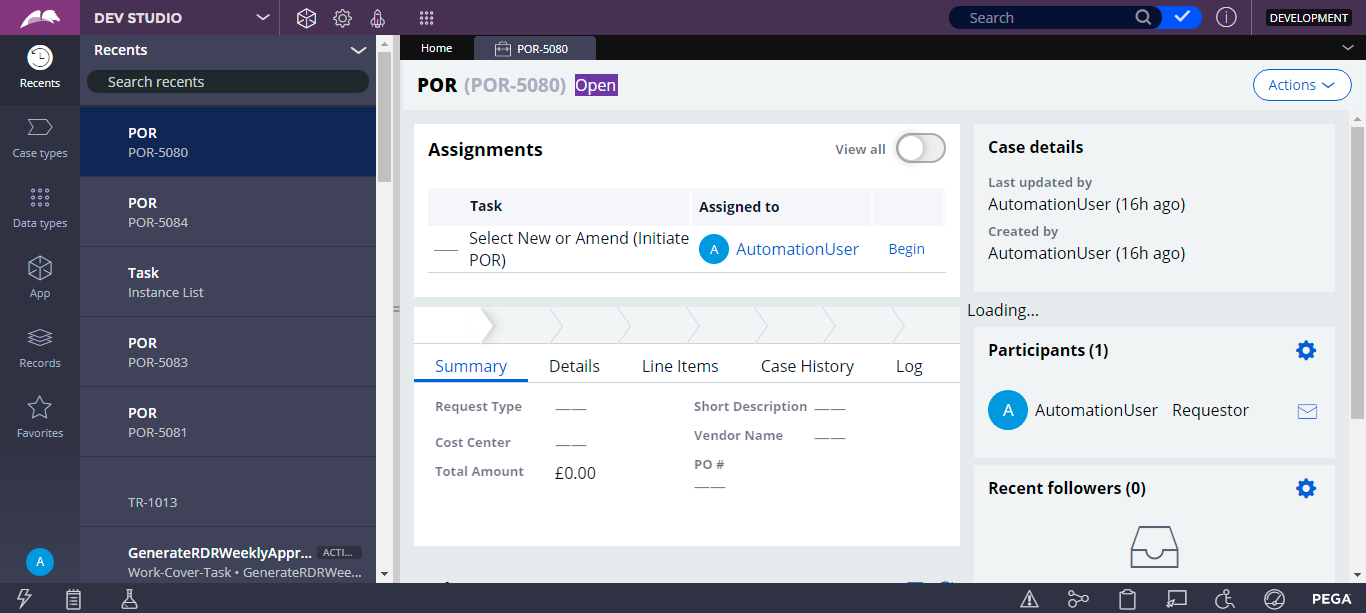 DEV STUDIO
Search
DEVELOPMENT
Recents
Search recents
Home
POR-5080
POR (POR-5080) Open
Actions
Recents
Case types
Data types
App
Records
Favorites
A
POR
POR-5080
POR
POR-5084
Task
Instance List
POR
POR-5083
POR
POR-5081
TR-1013
GenerateRDRWeeklyAppr... ACTI...
Work-Cover-Task • GenerateRDRWee...
Assignments
View all
Task
Assigned to
Select New or Amend (Initiate
POR)
A
AutomationUser
Begin
Summary
Details
Line Items
Case History
Log
Request Type
Short Description
Cost Center
Vendor Name
Total Amount
£0.00
PO #
Case details
Last updated by
AutomationUser (16h ago)
Created by
AutomationUser (16h ago)
Loading...
Participants (1)
A
AutomationUser
Requestor
Recent followers (0)
PEGA